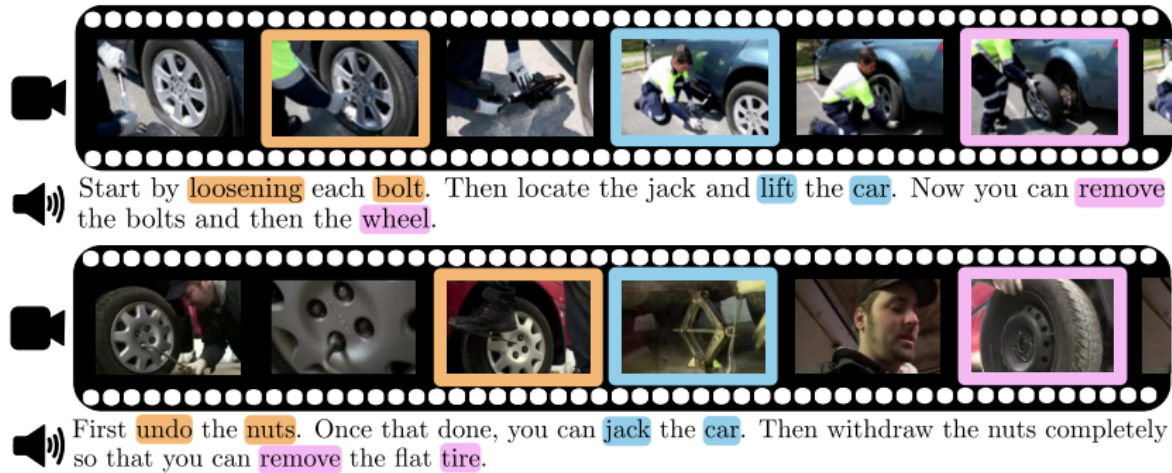 Start by loosening each bolt. Then locate the jack and lift the car. Now you can remove
the bolts and then the wheel.
First undo the nuts. Once that done, you can jack the car. Then withdraw the nuts completely
so that you can remove the flat tire.